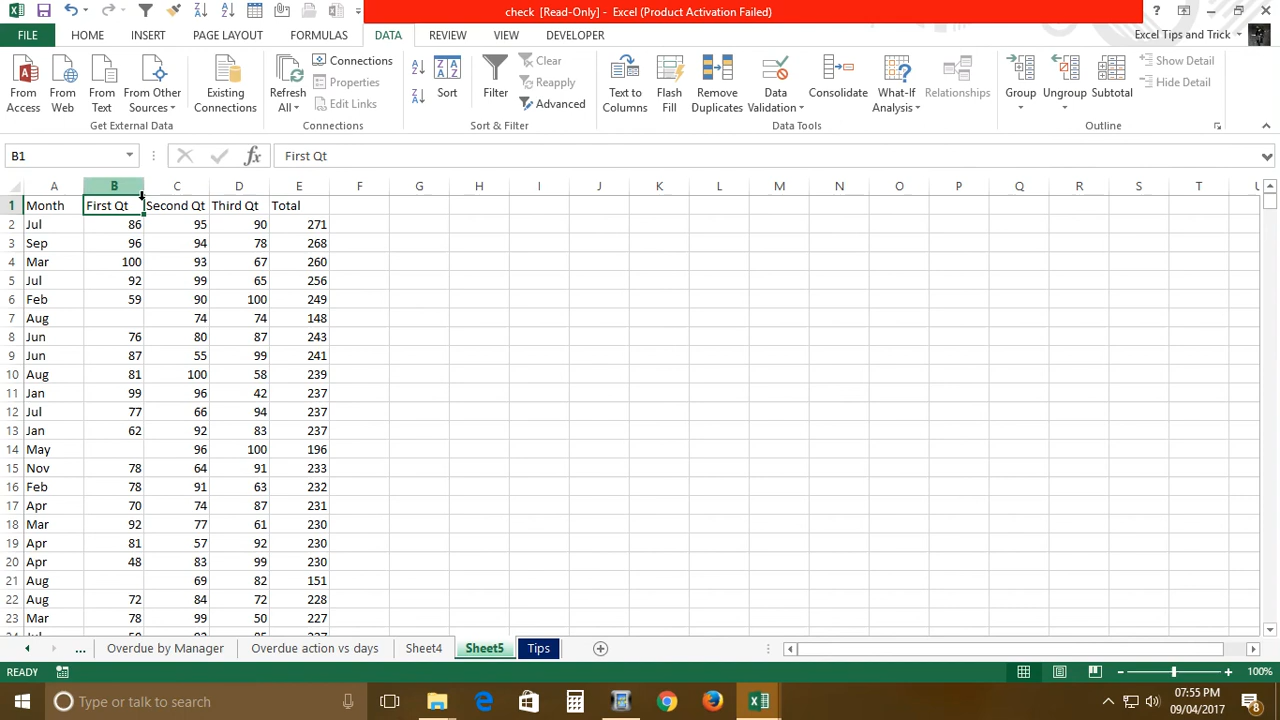 check [Read-Only] - Excel (Product Activation Failed)
FILE HOME INSERT PAGE LAYOUT FORMULAS DATA REVIEW VIEW DEVELOPER Excel Tips and Trick
From Access
From Web
From Text
From Other Sources
Existing Connections
Get External Data
Refresh All
Connections
Properties
Edit Links
Connections
Sort
Filter
Clear
Reapply
Advanced
Sort & Filter
Text to Columns
Flash Fill
Remove Duplicates
Data Validation
Consolidate
What-If Analysis
Relationships
Data Tools
Group
Ungroup
Subtotal
Show Detail
Hide Detail
Outline
B1 fx First Qt
A B C D E F G H I J K L M N O P Q R S T U
1 Month First Qt Second Qt Third Qt Total
2 Jul 86 95 90 271
3 Sep 96 94 78 268
4 Mar 100 93 67 260
5 Jul 92 99 65 256
6 Feb 59 90 100 249
7 Aug 74 74 148
8 Jun 76 80 87 243
9 Jun 87 55 99 241
10 Aug 81 100 58 239
11 Jan 99 96 42 237
12 Jul 77 66 94 237
13 Jan 62 92 83 237
14 May 96 100 196
15 Nov 78 64 91 233
16 Feb 78 91 63 232
17 Apr 70 74 87 231
18 Mar 92 77 61 230
19 Apr 81 57 92 230
20 Apr 48 83 99 230
21 Aug 69 82 151
22 Aug 72 84 72 228
23 Mar 78 99 50 227
... Overdue by Manager Overdue action vs days Sheet4 Sheet5 Tips
READY 100%
Type or talk to search
07:55 PM
09/04/2017
8